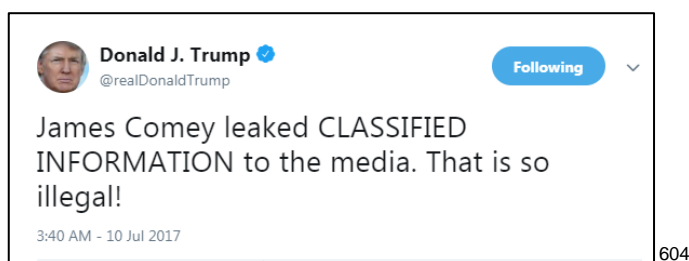 Donald J. Trump
@realDonaldTrump
Following
James Comey leaked CLASSIFIED
INFORMATION to the media. That is so
illegal!
3:40 AM - 10 Jul 2017
604